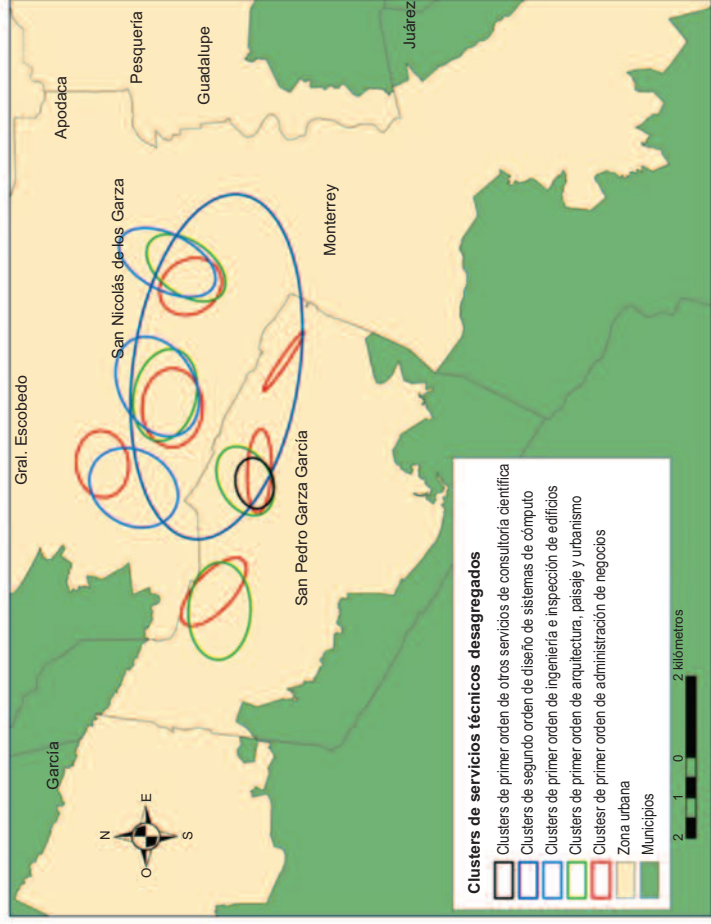 Gral. Escobedo
Apodaca
Pesquería
Guadalupe
Juárez
San Nicolás de los Garza
Monterrey
San Pedro Garza García
García
N
O
E
S
Clusters de servicios técnicos desagregados
Clusters de primer orden de otros servicios de consultoría científica
Clusters de segundo orden de diseño de sistemas de cómputo
Clusters de primer orden de ingeniería e inspección de edificios
Clusters de primer orden de arquitectura, paisaje y urbanismo
Clustesr de primer orden de administración de negocios
Zona urbana
Municipios
2 1 0 2 kilómetros